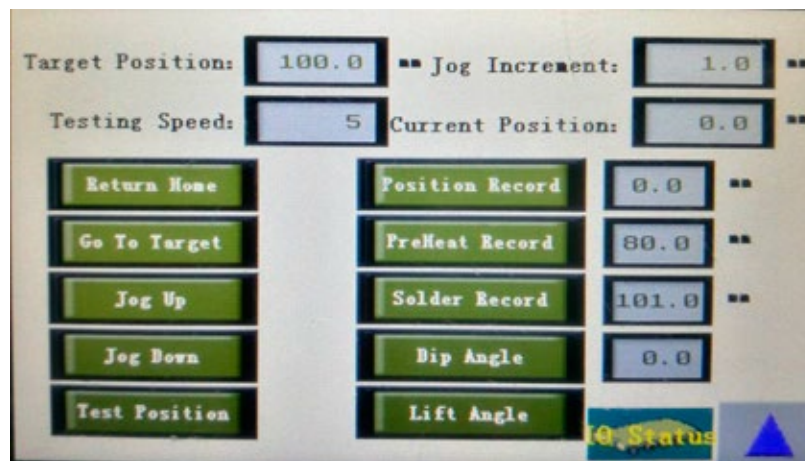 Target Position: 100.0 mm Jog Increment: 1.0 mm
Testing Speed: 5 Current Position: 0.0 mm
Return Home Position Record 0.0 mm
Go To Target PreHeat Record 80.0 mm
Jog Up Solder Record 101.0 mm
Jog Down Dip Angle 0.0
Test Position Lift Angle IO Status